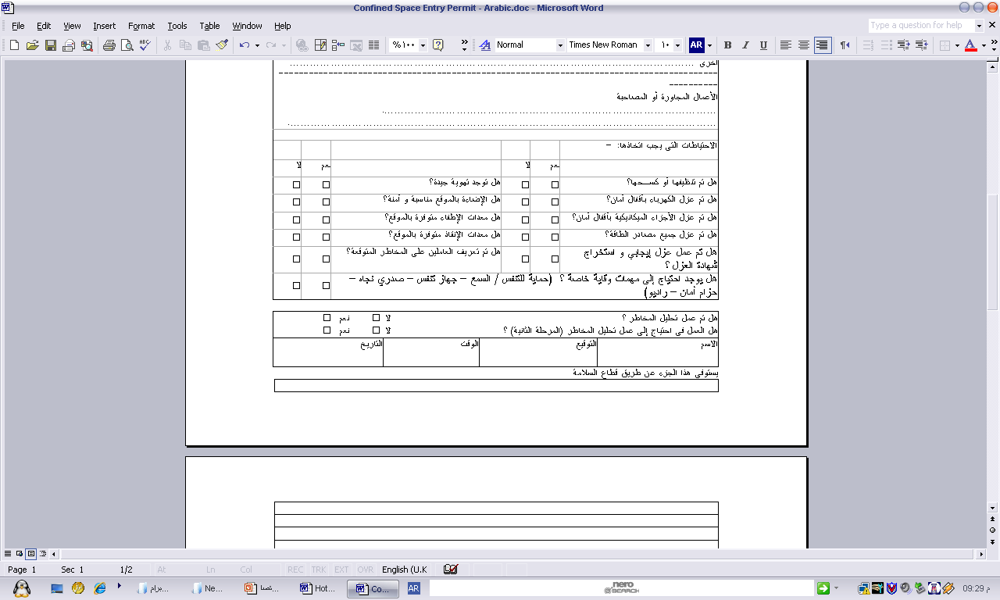 Confined Space Entry Permit - Arabic.doc - Microsoft Word
File Edit View Insert Format Tools Table Window Help
Type a question for help
%١٠٠ Normal Times New Roman ١٠ AR B I U
اخرى ........................................................................
الأعمال المجاورة أو المصاحبة
الاحتياطات التي يجب اتخاذها: –
نعم لا نعم لا
هل تم تنظيفها أو كسحها؟ هل توجد تهوية جيدة؟
هل تم عزل الكهرباء بأقفال أمان؟ هل الإضاءة بالموقع مناسبة و آمنة؟
هل تم عزل الأجزاء الميكانيكية بأقفال أمان؟ هل معدات الإطفاء متوفرة بالموقع؟
هل تم عزل جميع مصادر الطاقة؟ هل معدات الإنقاذ متوفرة بالموقع؟
هل تم عمل عزل إيجابي و استخراج شهادة العزل ؟ هل تم تعريف العاملين على المخاطر المتوقعة؟
هل يوجد احتياج إلى مهمات وقاية خاصة ؟ (حماية للتنفس / السمع – جهاز تنفس – صدري نجاه –
حزام أمان – راديو)
هل تم عمل تحليل المخاطر ؟ لا نعم
هل العمل فى احتياج إلى عمل تحليل المخاطر (المرحلة الثانية) ؟ لا نعم
الاسم التوقيع الوقت التاريخ
يستوفى هذا الجزء عن طريق قطاع السلامة
Page 1 Sec 1 1/2 At Ln Col REC TRK EXT OVR English (U.K
...برام Ne... قضا Hot Co... AR nero SEARCH 09:29 م